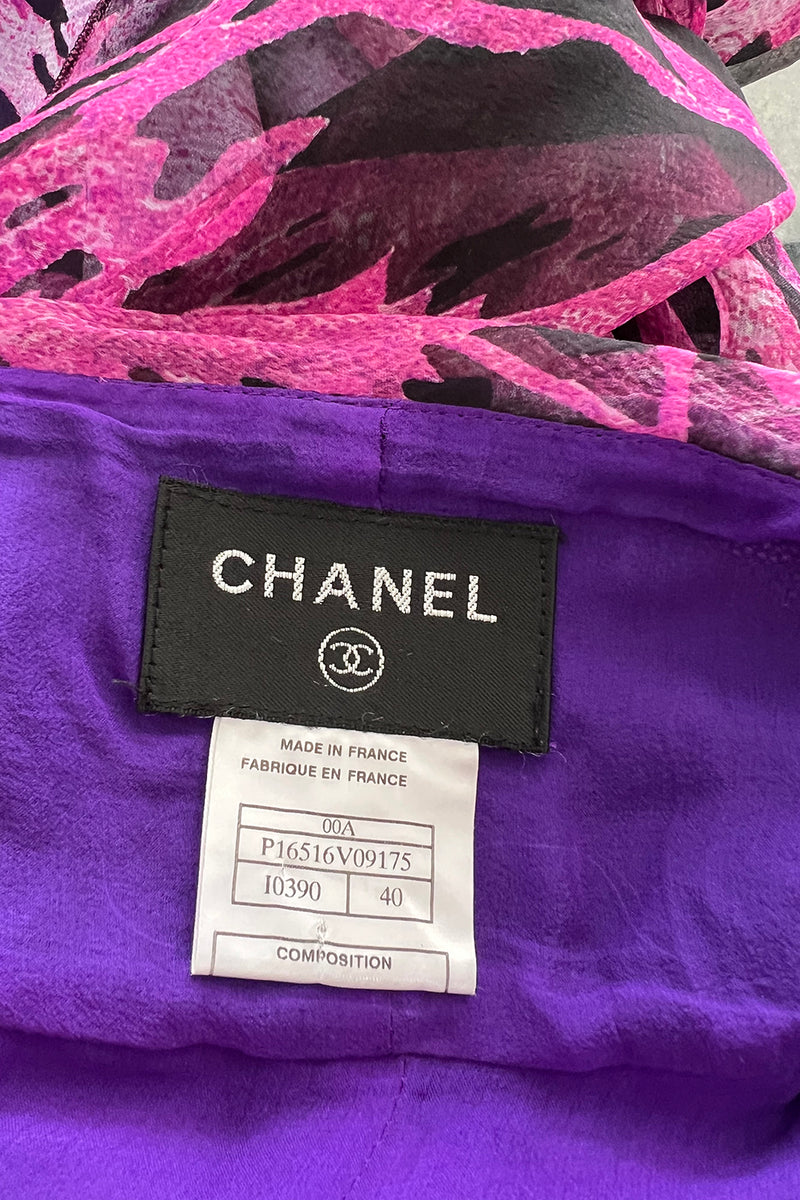 CHANEL
MADE IN FRANCE
FABRIQUE EN FRANCE
00A
P16516V09175
I0390 40
COMPOSITION